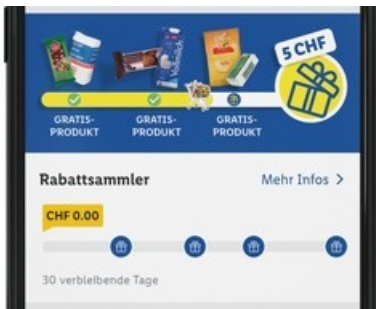 5 CHF
GRATIS-
PRODUKT
GRATIS-
PRODUKT
GRATIS-
PRODUKT
Rabattsammler
Mehr Infos >
CHF 0.00
30 verbleibende Tage